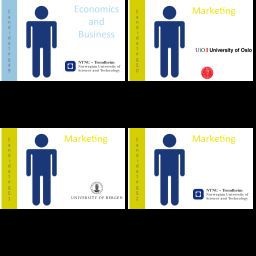 Economics
and
Business
NTNU – Trondheim
Norwegian University of
Science and Technology
Marketing
UiO
University of Oslo
Marketing
UNIVERSITY OF BERGEN
Marketing
NTNU – Trondheim
Norwegian University of
Science and Technology